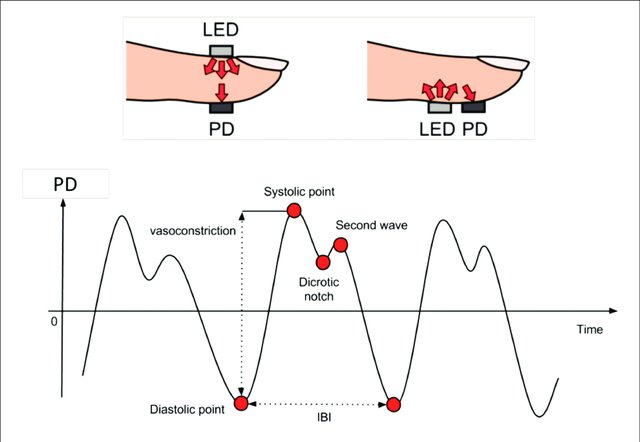 LED
PD
LED PD
PD
Systolic point
vasoconstriction
Second wave
Dicrotic
notch
0
Time
Diastolic point
IBI